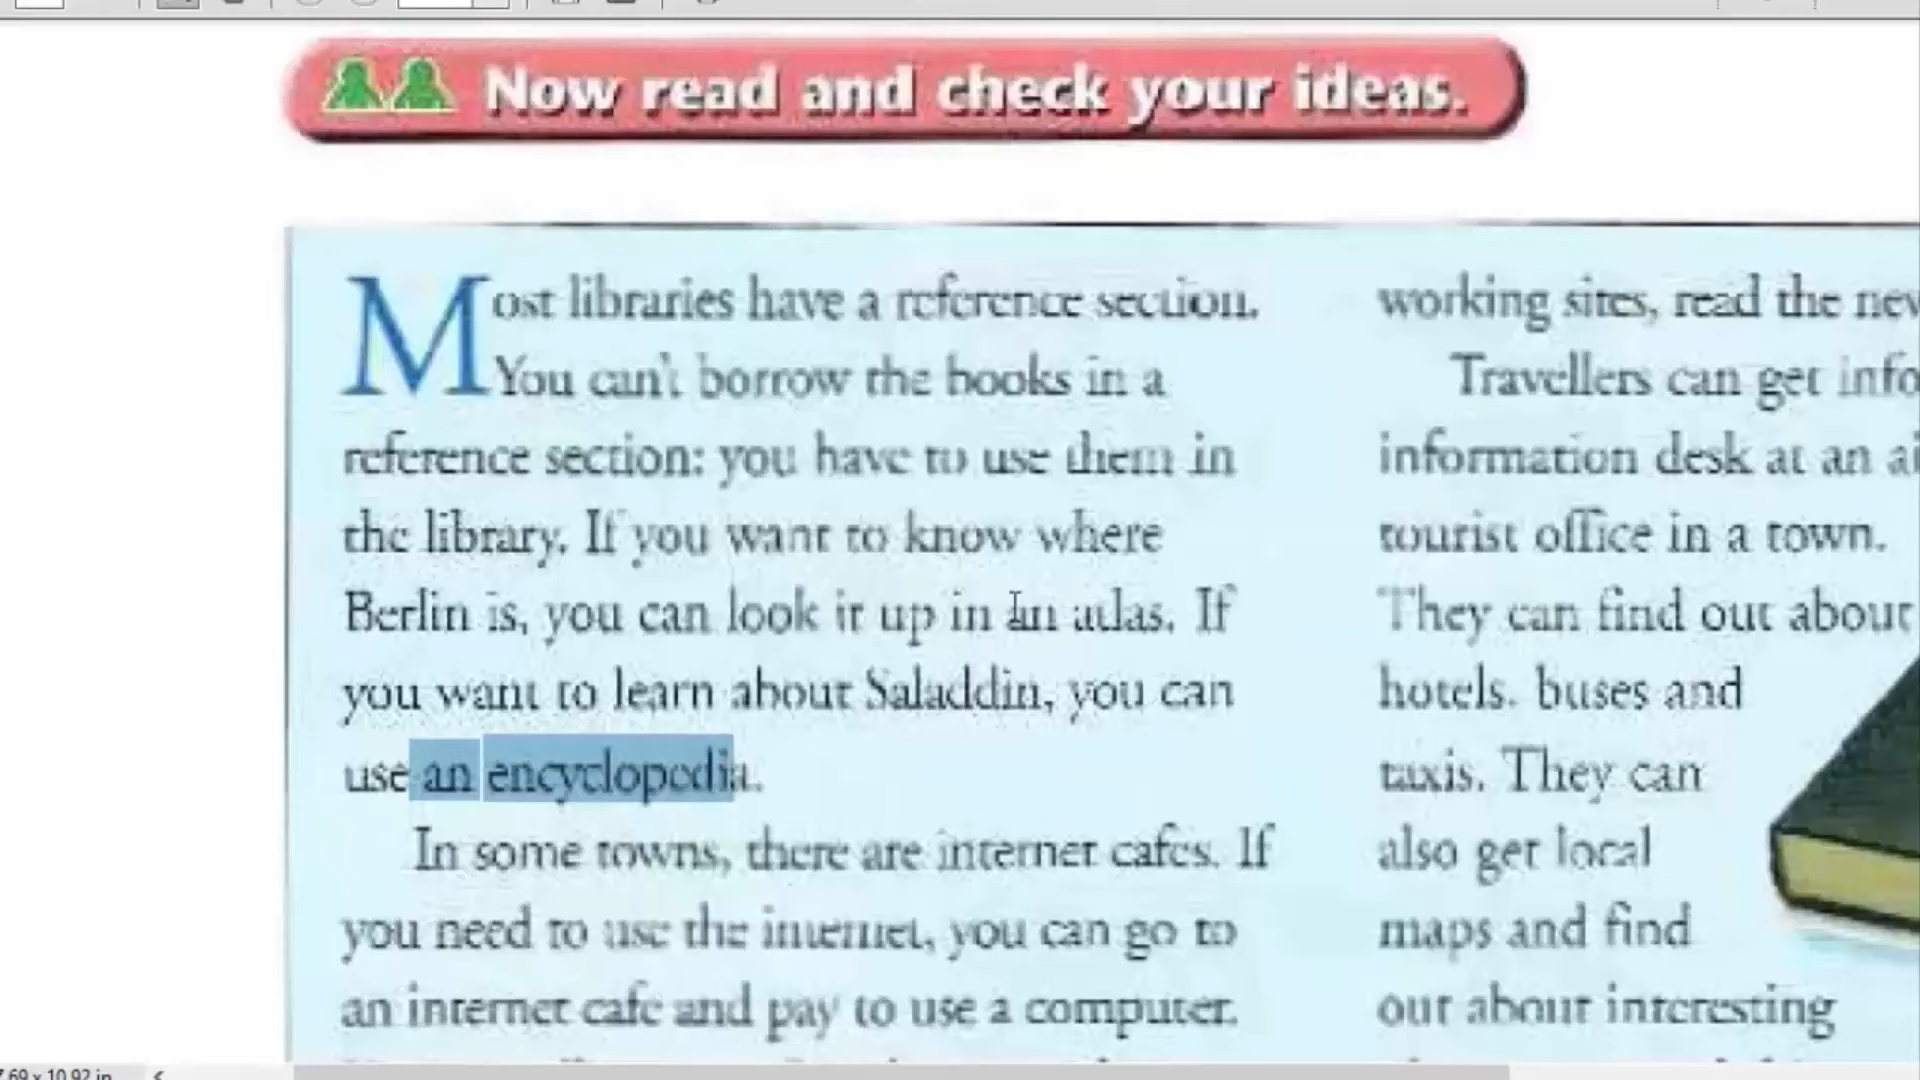 Now read and check your ideas.
Most libraries have a reference section.
You can't borrow the books in a
reference section: you have to use them in
the library. If you want to know where
Berlin is, you can look it up in an atlas. If
you want to learn about Saladdin, you can
use an encyclopedia.
In some towns, there are internet cafes. If
you need to use the internet, you can go to
an internet cafe and pay to use a computer.
working sites, read the
Travellers can get
information desk at an
tourist office in a town.
They can find out about
hotels. buses and
taxis. They can
also get local
maps and find
out about interesting
7.69 x 10.92 in